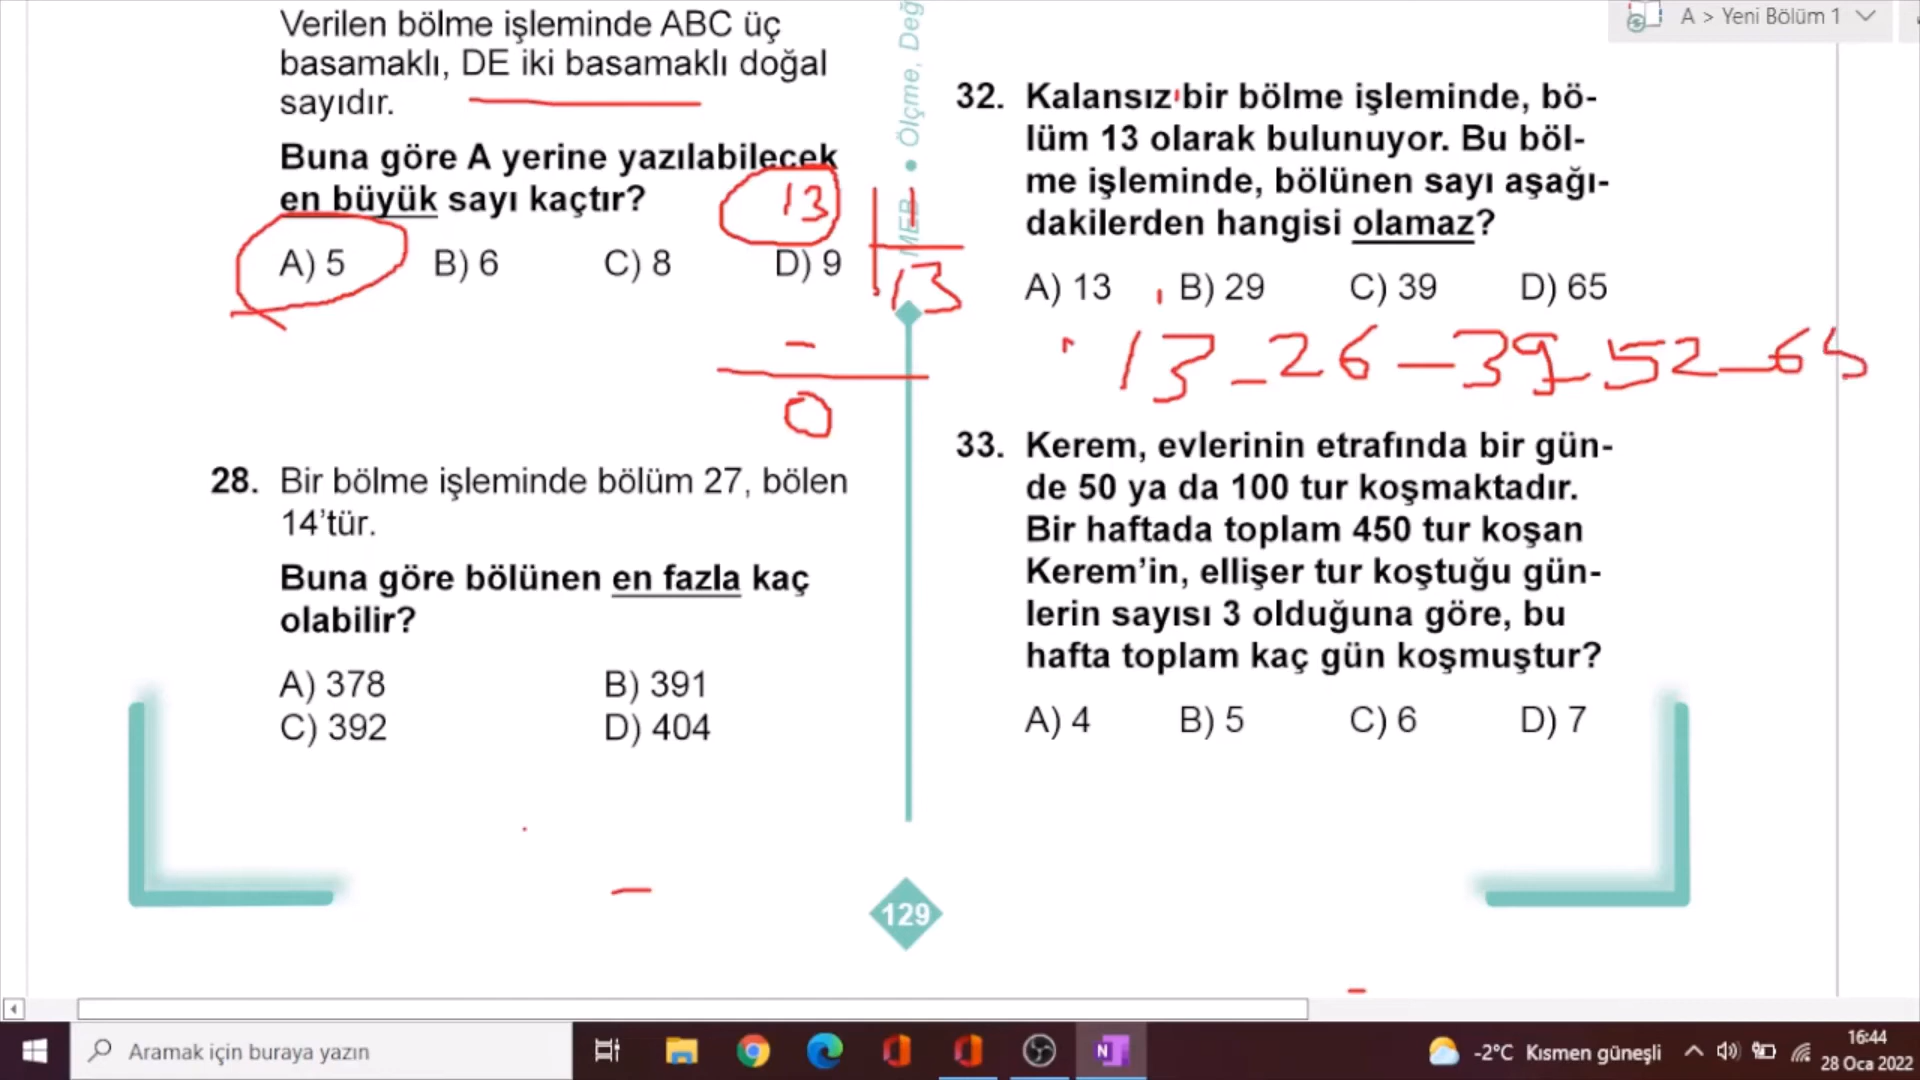 Verilen bölme işleminde ABC üç
basamaklı, DE iki basamaklı doğal
sayıdır.
Buna göre A yerine yazılabilecek
en büyük sayı kaçtır?
A) 5 B) 6 C) 8 D) 9
13 1
13
0
28. Bir bölme işleminde bölüm 27, bölen
14'tür.
Buna göre bölünen en fazla kaç
olabilir?
A) 378 B) 391
C) 392 D) 404
MEB • Ölçme, Değ
A > Yeni Bölüm 1
32. Kalansız bir bölme işleminde, bö-
lüm 13 olarak bulunuyor. Bu böl-
me işleminde, bölünen sayı aşağı-
dakilerden hangisi olamaz?
A) 13 B) 29 C) 39 D) 65
13 - 26 - 39 - 52 - 65
33. Kerem, evlerinin etrafında bir gün-
de 50 ya da 100 tur koşmaktadır.
Bir haftada toplam 450 tur koşan
Kerem'in, ellişer tur koştuğu gün-
lerin sayısı 3 olduğuna göre, bu
hafta toplam kaç gün koşmuştur?
A) 4 B) 5 C) 6 D) 7
129
Aramak için buraya yazın
N
-2°C Kısmen güneşli
16:44
28 Oca 2022